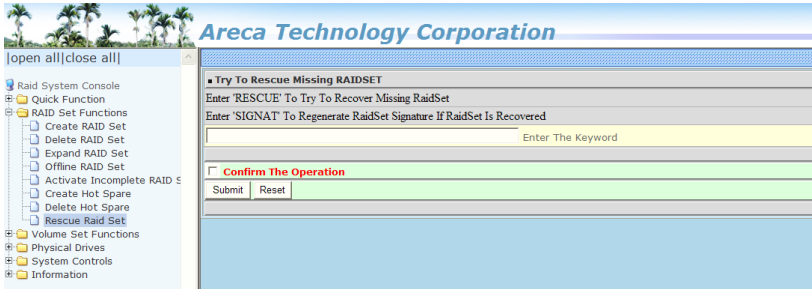 Areca Technology Corporation
|open all|close all|
Raid System Console
Quick Function
RAID Set Functions
Create RAID Set
Delete RAID Set
Expand RAID Set
Offline RAID Set
Activate Incomplete RAID S
Create Hot Spare
Delete Hot Spare
Rescue Raid Set
Volume Set Functions
Physical Drives
System Controls
Information
Try To Rescue Missing RAIDSET
Enter 'RESCUE' To Try To Recover Missing RaidSet
Enter 'SIGNAT' To Regenerate RaidSet Signature If RaidSet Is Recovered
Enter The Keyword
Confirm The Operation
Submit Reset